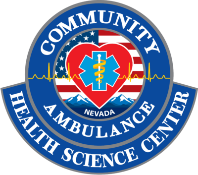 COMMUNITY
NEVADA
AMBULANCE
HEALTH SCIENCE CENTER